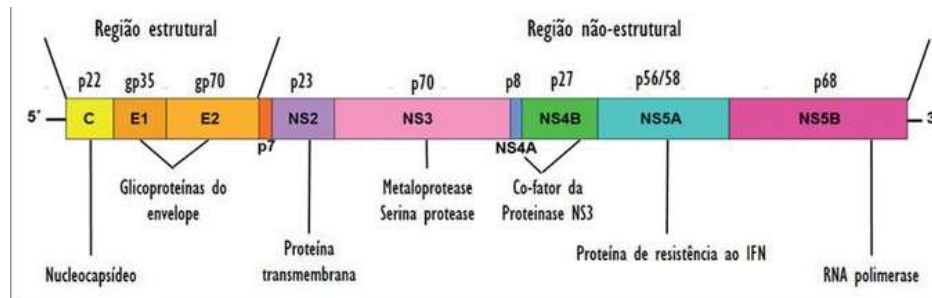 Região estrutural
Região não-estrutural
p22 gp35 gp70 p23 p70 p8 p27 p56/58 p68
5´ C E1 E2 NS2 NS3 NS4B NS5A NS5B 3
p7 NS4A
Glicoproteínas do
envelope
Metaloprotease
Serina protease
Co-fator da
Proteinase NS3
Proteína
transmembrana
Proteína de resistência ao IFN
Nucleocapsídeo
RNA polimerase